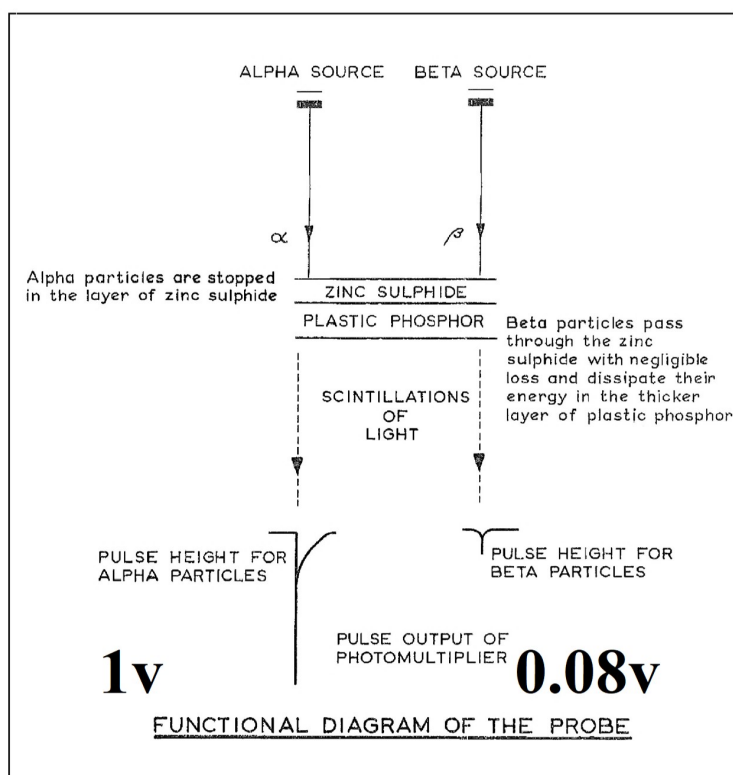 ALPHA SOURCE BETA SOURCE
α β
Alpha particles are stopped
in the layer of zinc sulphide
ZINC SULPHIDE
PLASTIC PHOSPHOR
Beta particles pass
through the zinc
sulphide with negligible
loss and dissipate their
energy in the thicker
layer of plastic phosphor
SCINTILLATIONS
OF
LIGHT
PULSE HEIGHT FOR
ALPHA PARTICLES
PULSE HEIGHT FOR
BETA PARTICLES
PULSE OUTPUT OF
PHOTOMULTIPLIER
1v
0.08v
FUNCTIONAL DIAGRAM OF THE PROBE